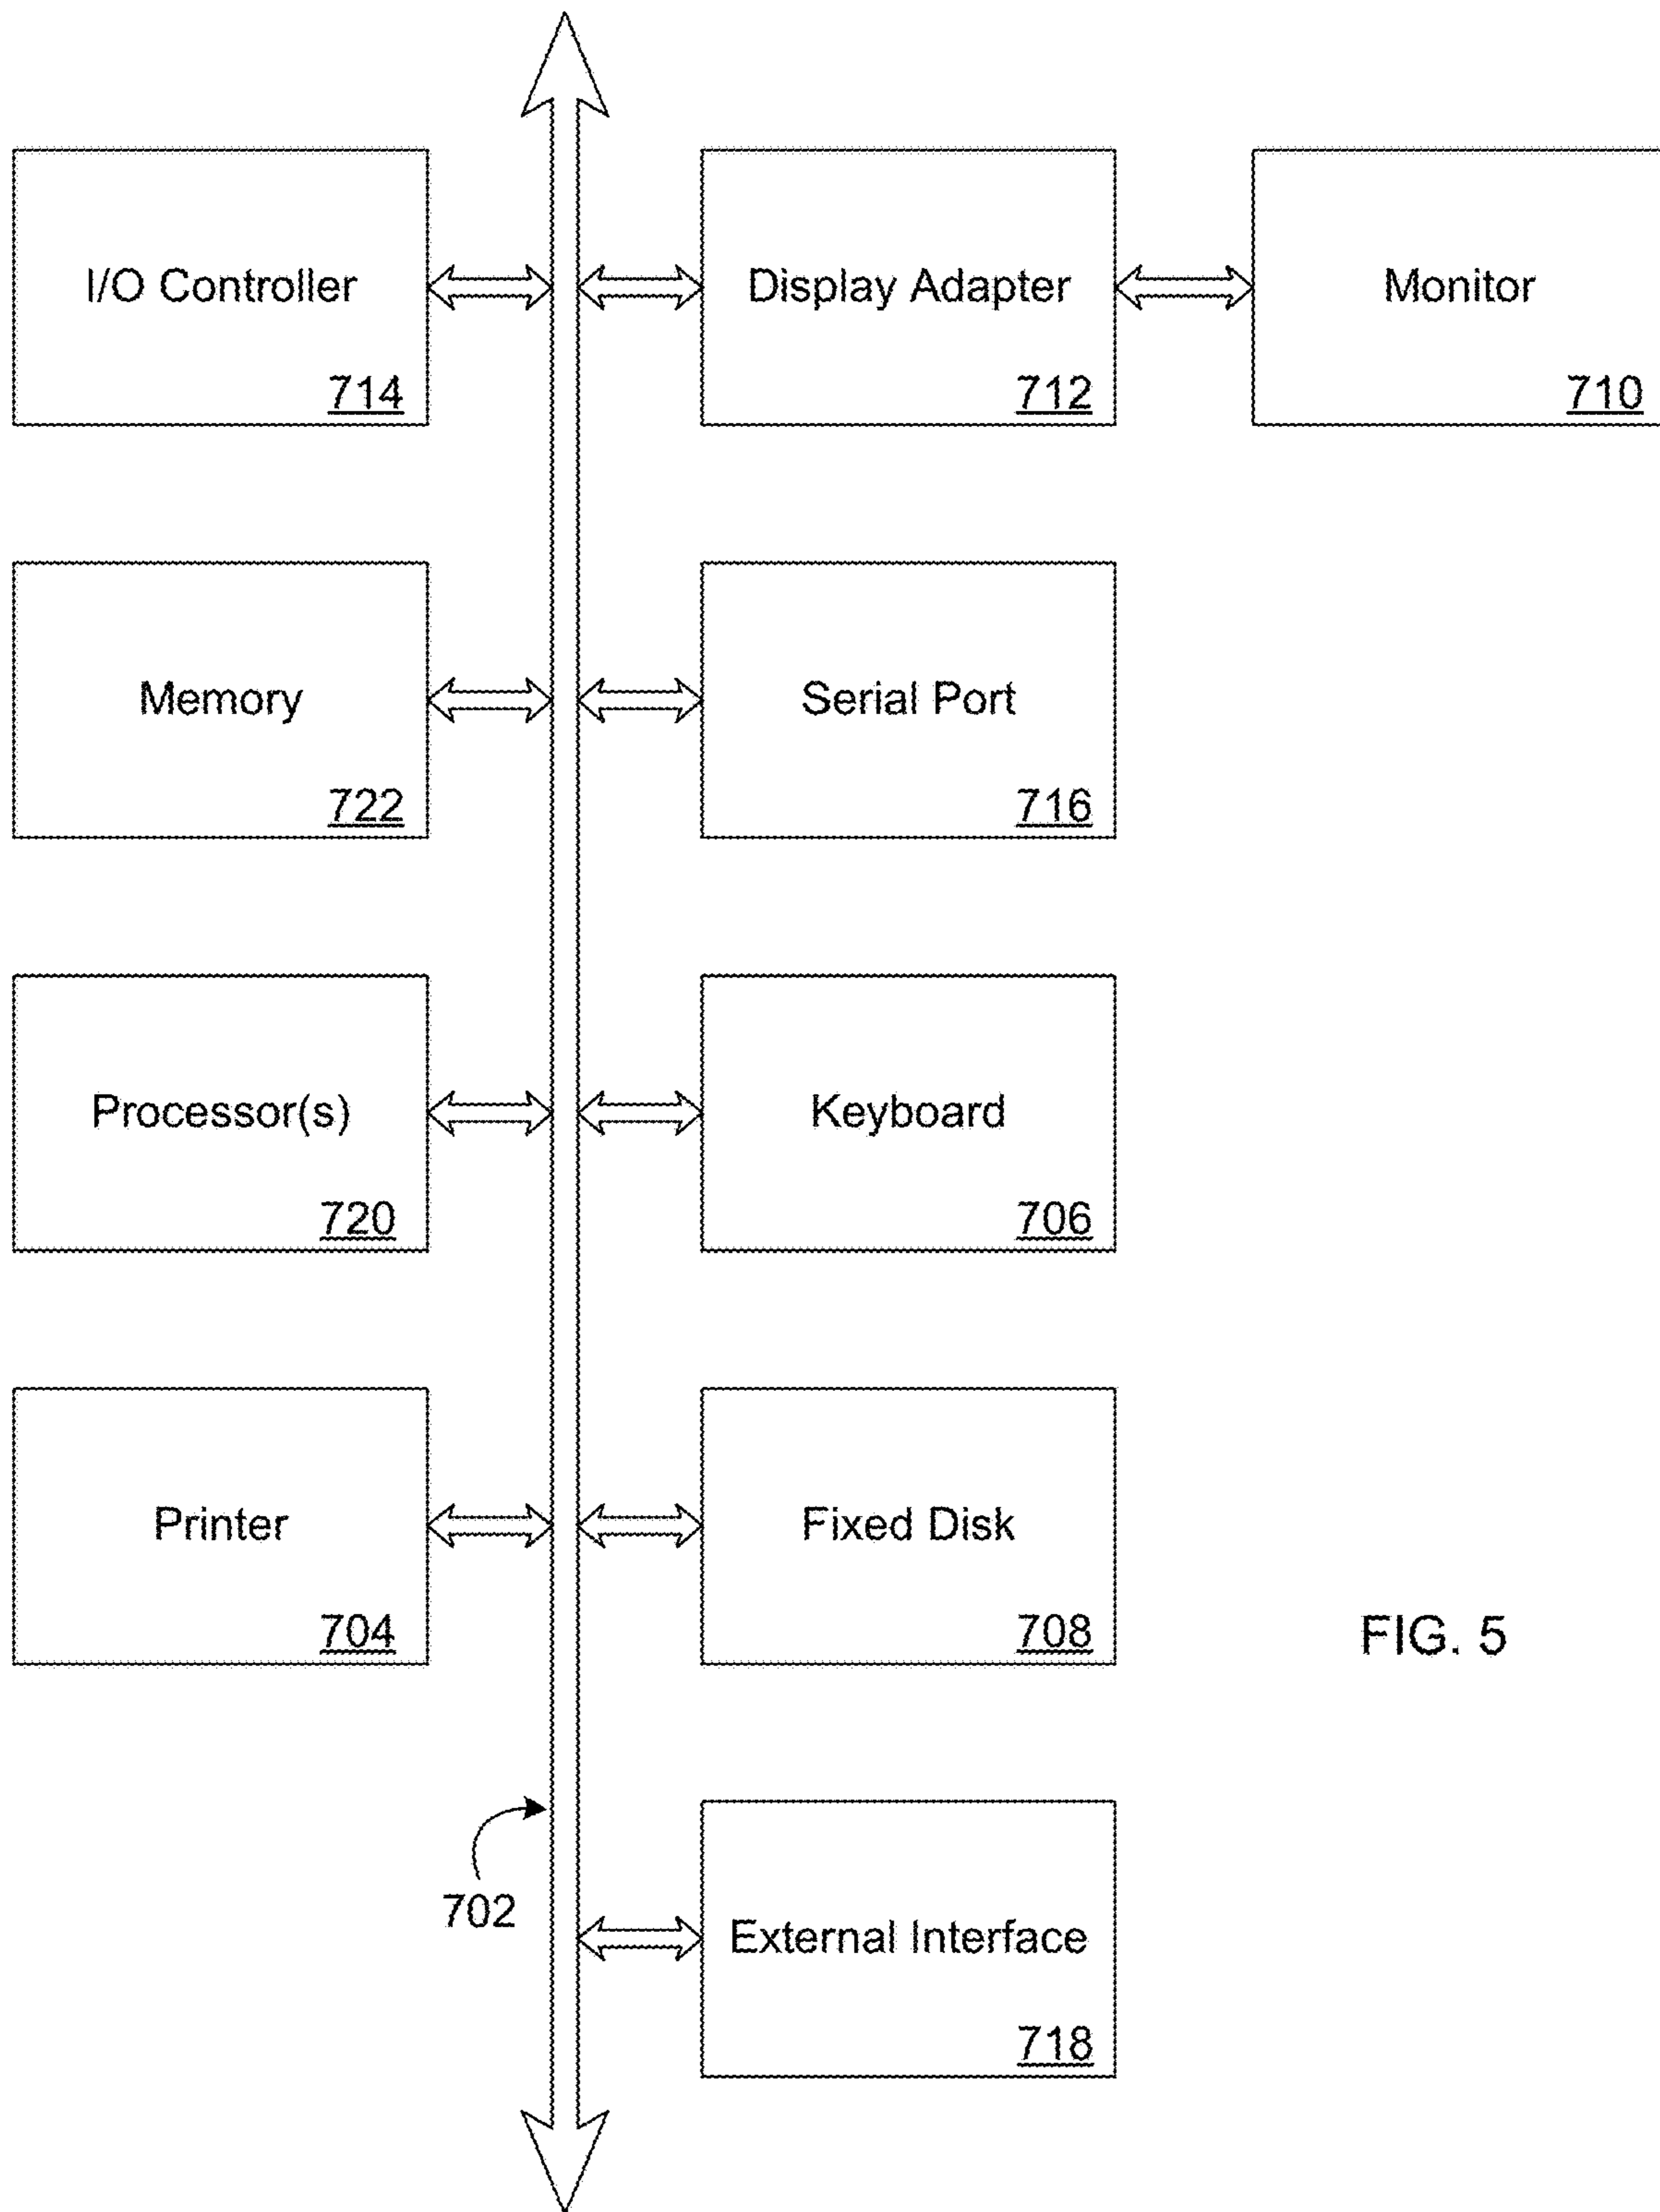 I/O Controller
714
Display Adapter
712
Monitor
710
Memory
722
Serial Port
716
Processor(s)
720
Keyboard
706
Printer
704
Fixed Disk
708
FIG. 5
702
External Interface
718